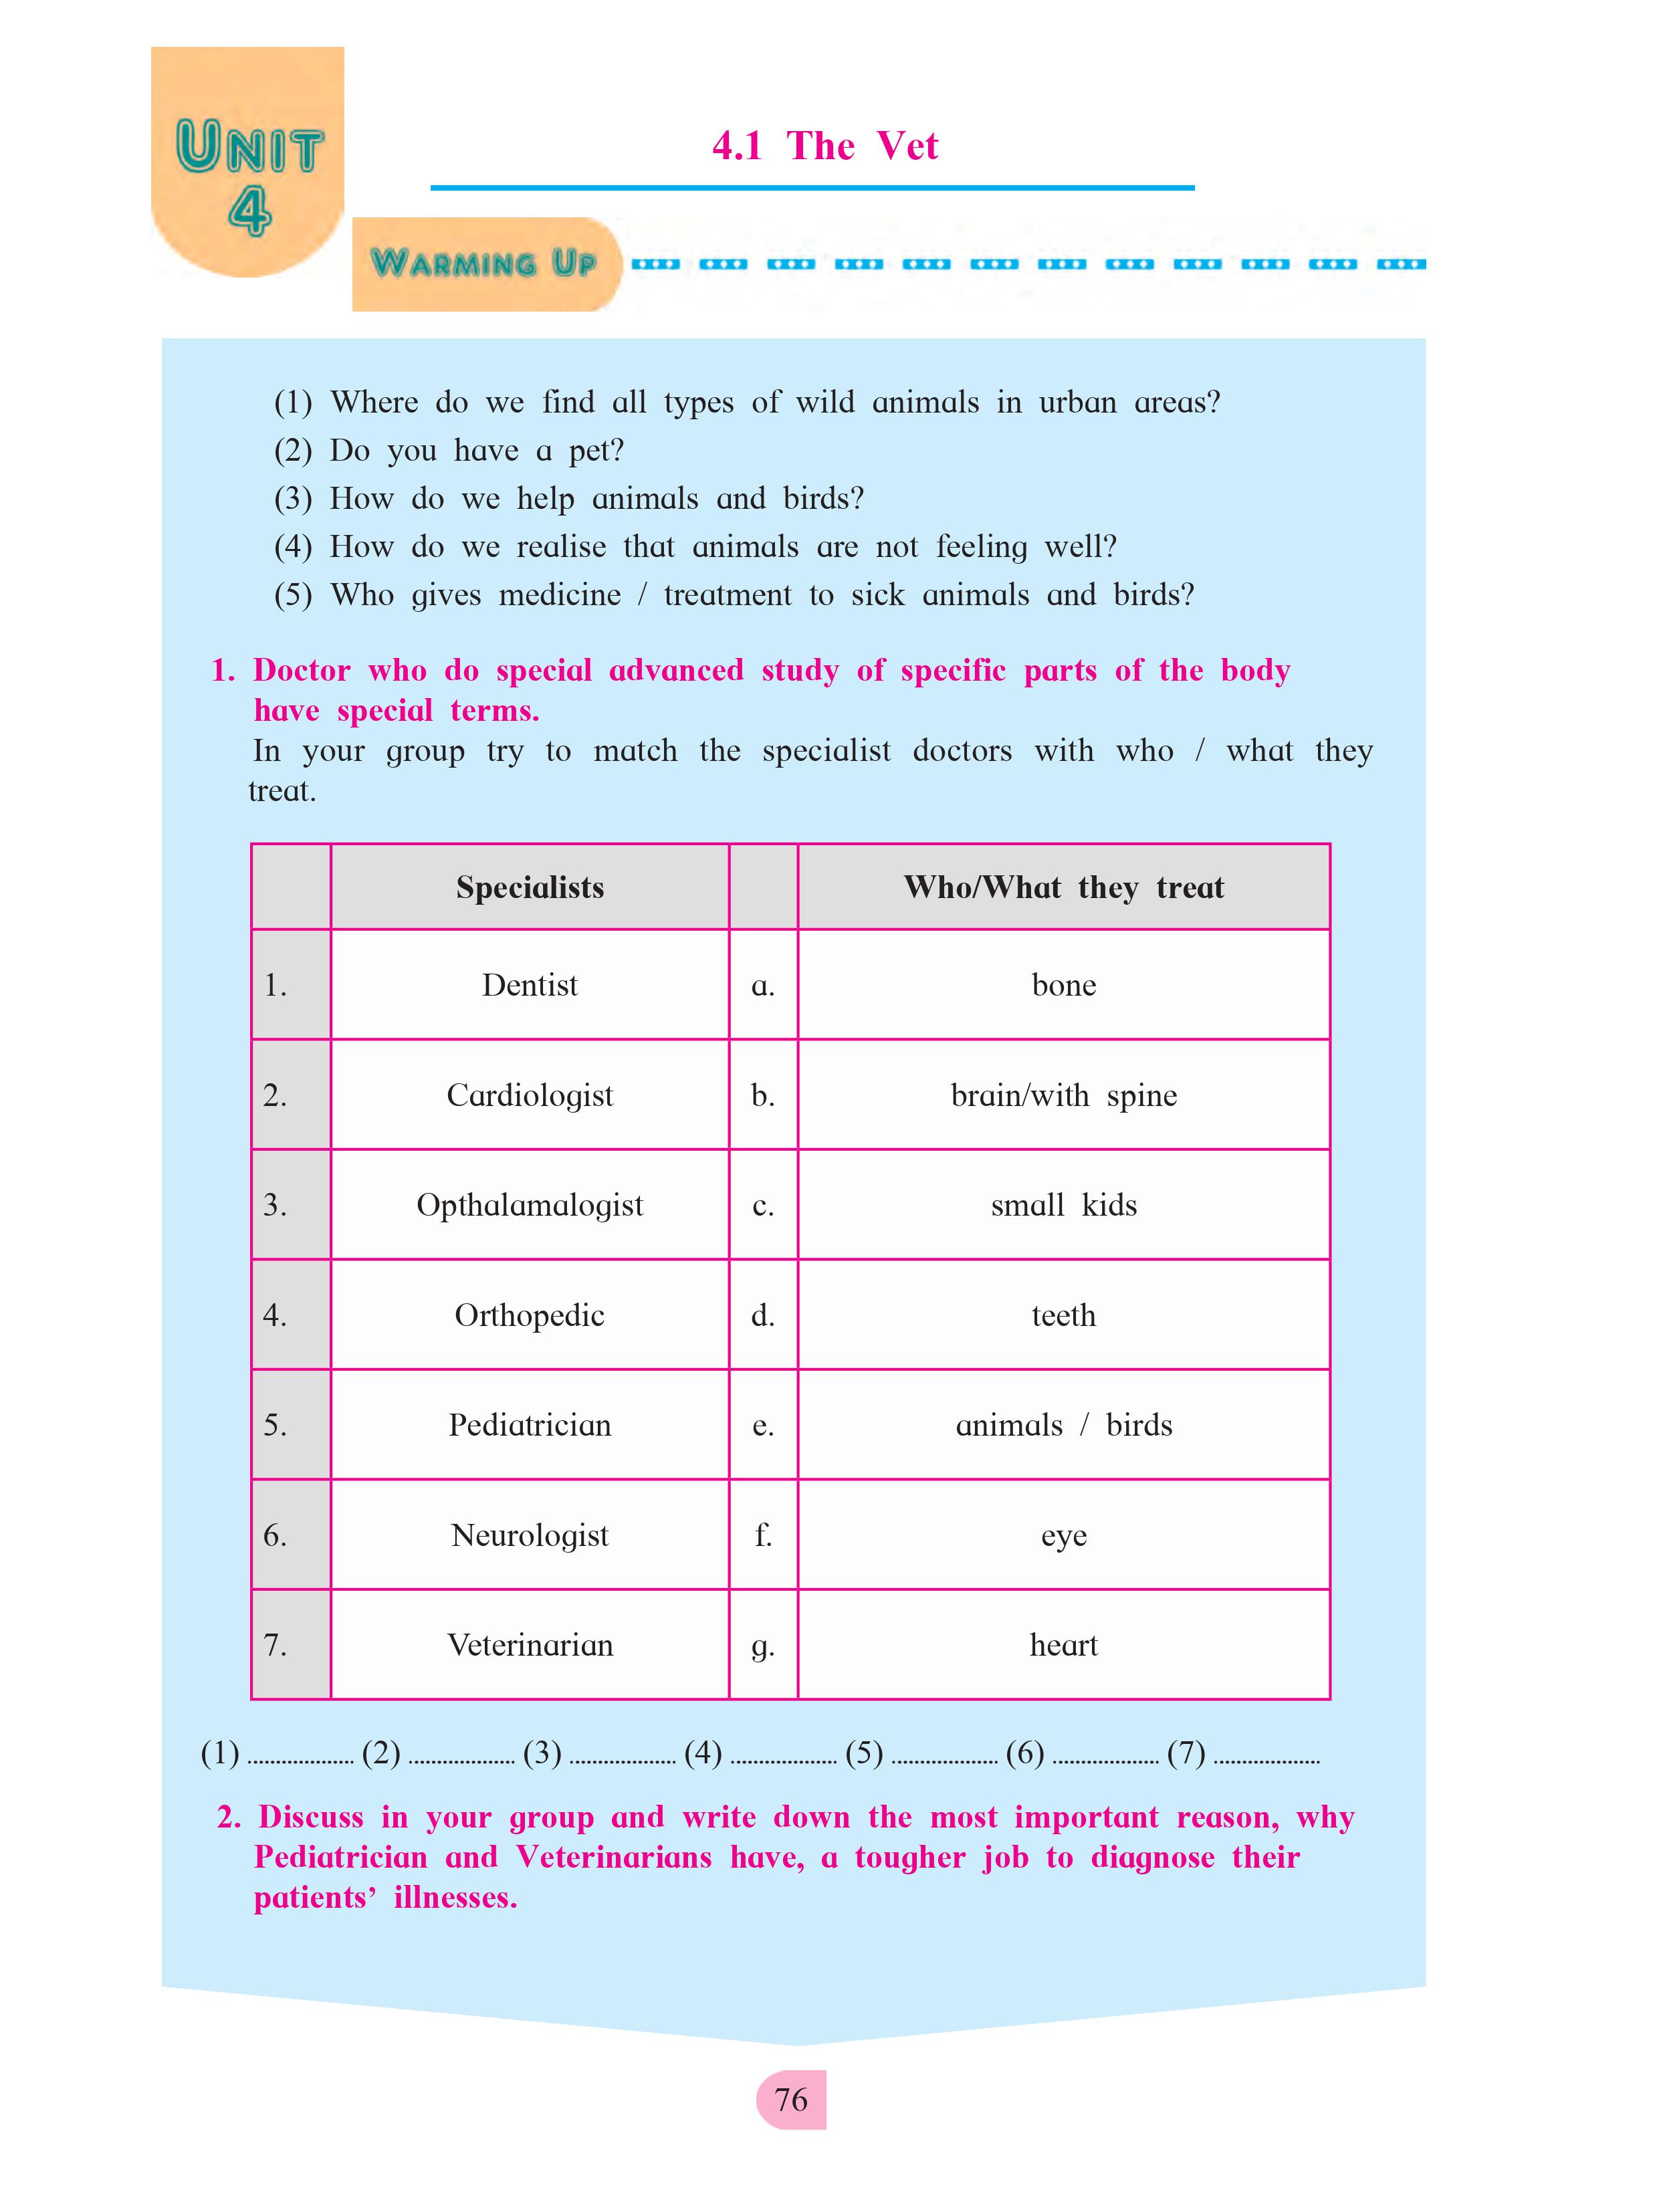 UNIT
4
4.1 The Vet
WARMING UP
(1) Where do we find all types of wild animals in urban areas?
(2) Do you have a pet?
(3) How do we help animals and birds?
(4) How do we realise that animals are not feeling well?
(5) Who gives medicine / treatment to sick animals and birds?
1. Doctor who do special advanced study of specific parts of the body
have special terms.
In your group try to match the specialist doctors with who / what they
treat.
Specialists Who/What they treat
1. Dentist a. bone
2. Cardiologist b. brain/with spine
3. Opthalamalogist c. small kids
4. Orthopedic d. teeth
5. Pediatrician e. animals / birds
6. Neurologist f. eye
7. Veterinarian g. heart
(1) ................... (2) ................... (3) ................... (4) ................... (5) ................... (6) ................... (7) ...................
2. Discuss in your group and write down the most important reason, why
Pediatrician and Veterinarians have, a tougher job to diagnose their
patients’ illnesses.
76